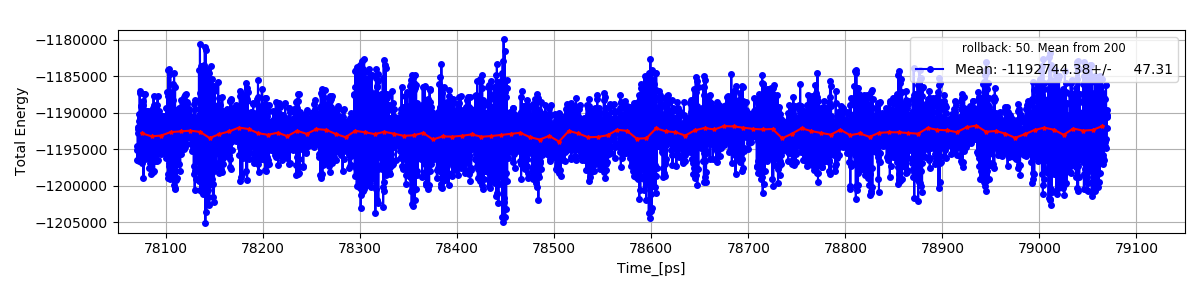 Total Energy
−1180000
−1185000
−1190000
−1195000
−1200000
−1205000
rollback: 50. Mean from 200
Mean: -1192744.38+/- 47.31
78100 78200 78300 78400 78500 78600 78700 78800 78900 79000 79100
Time_[ps]